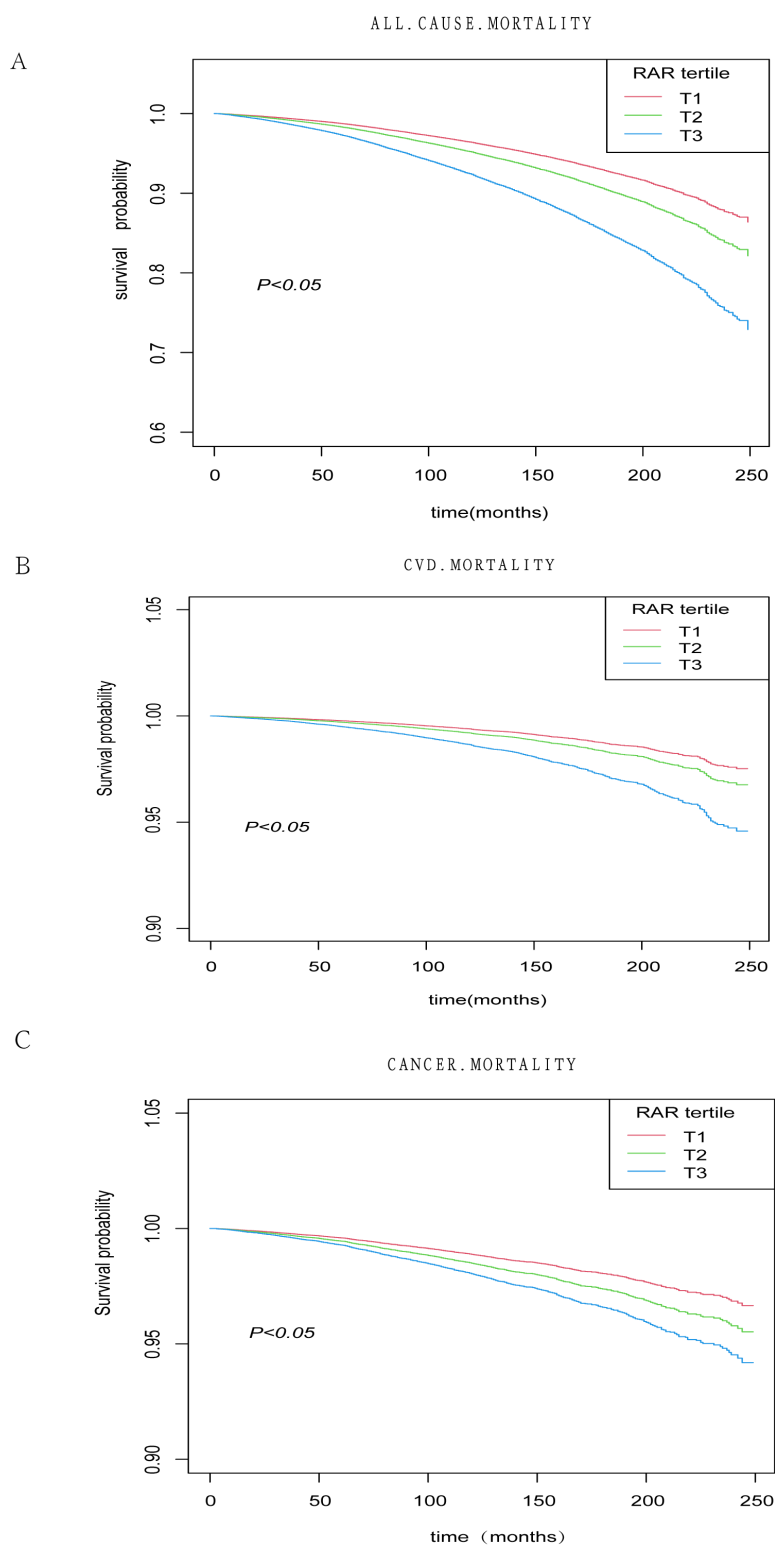 ALL.CAUSE.MORTALITY
A
RAR tertile
T1
T2
T3
1.0
0.9
0.8
0.7
0.6
survival probability
P<0.05
0 50 100 150 200 250
time(months)
B
CVD.MORTALITY
RAR tertile
T1
T2
T3
1.05
1.00
0.95
0.90
Survival probability
P<0.05
0 50 100 150 200 250
time(months)
C
CANCER.MORTALITY
RAR tertile
T1
T2
T3
1.05
1.00
0.95
0.90
Survival probability
P<0.05
0 50 100 150 200 250
time（months）